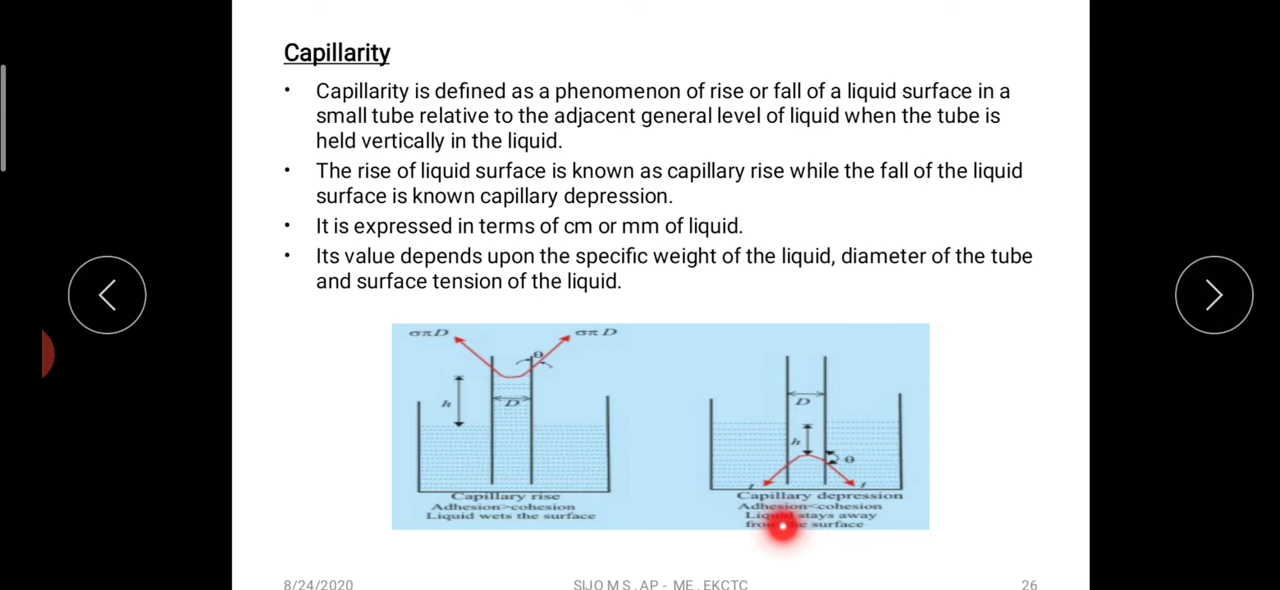 Capillarity
• Capillarity is defined as a phenomenon of rise or fall of a liquid surface in a
small tube relative to the adjacent general level of liquid when the tube is
held vertically in the liquid.
• The rise of liquid surface is known as capillary rise while the fall of the liquid
surface is known capillary depression.
• It is expressed in terms of cm or mm of liquid.
• Its value depends upon the specific weight of the liquid, diameter of the tube
and surface tension of the liquid.
σπD
σπD
θ
h
D
Capillary rise
Adhesion>cohesion
Liquid wets the surface
D
h
θ
Capillary depression
Adhesion<cohesion
Liquid stays away
from the surface
8/24/2020
SIJO M S , AP - ME , EKCTC
26